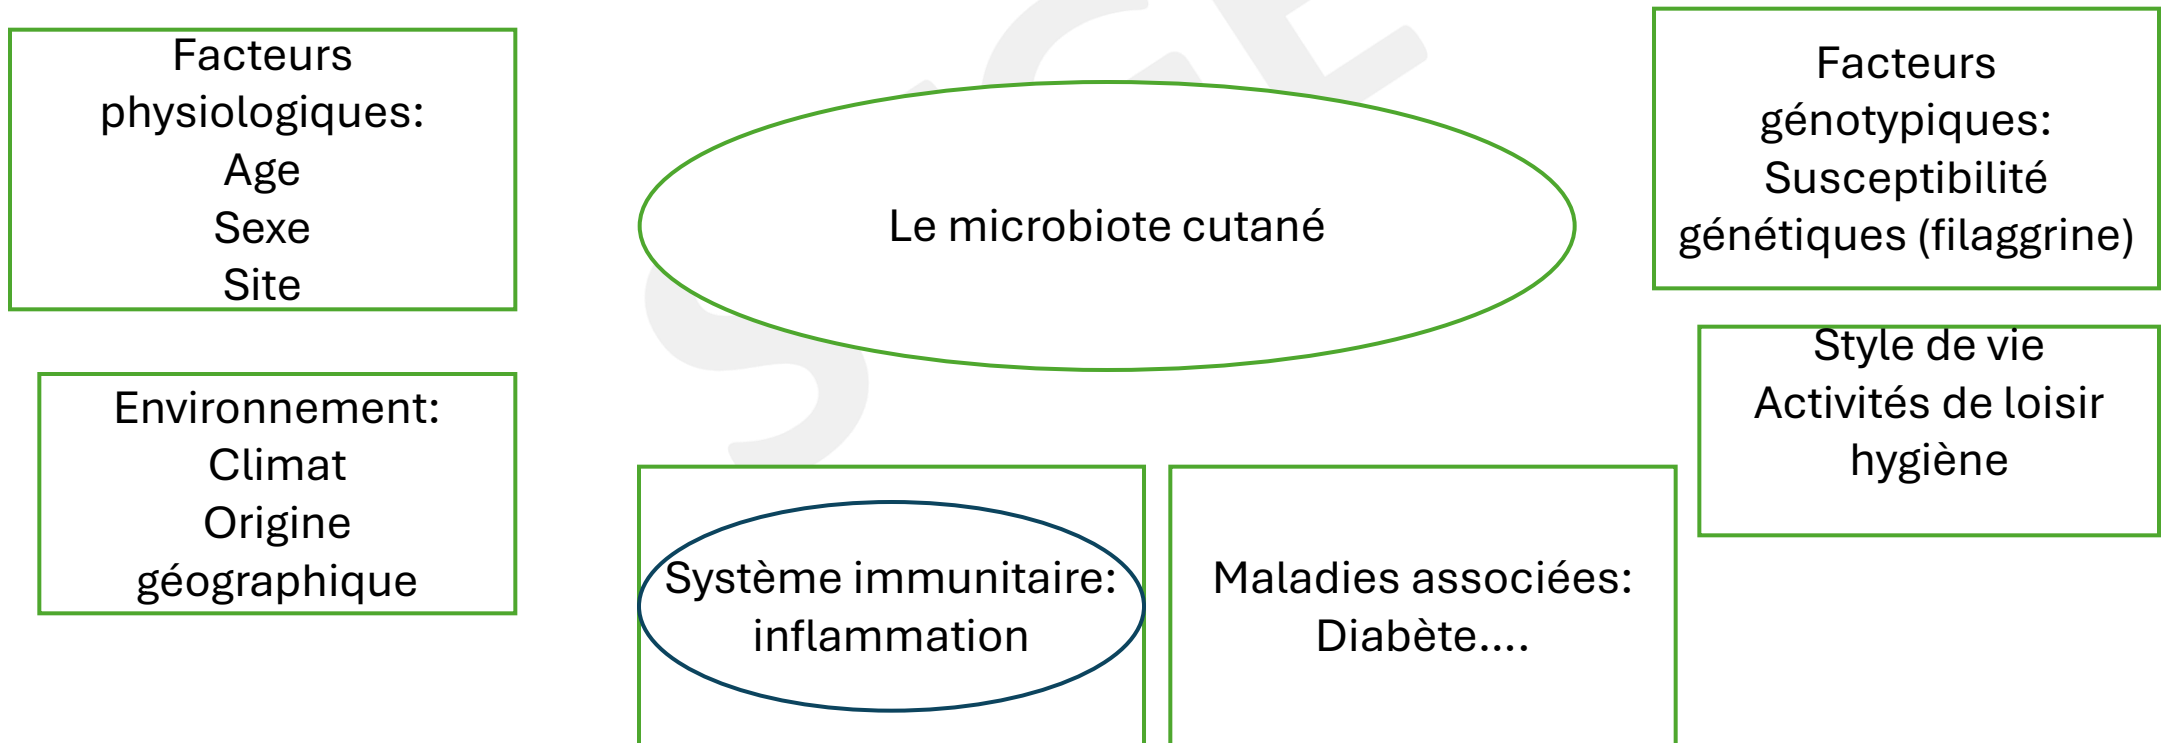 Facteurs
physiologiques:
Age
Sexe
Site
Le microbiote cutané
Facteurs
génotypiques:
Susceptibilité
génétiques (filaggrine)
Environnement:
Climat
Origine
géographique
Style de vie
Activités de loisir
hygiène
Système immunitaire:
inflammation
Maladies associées:
Diabète....